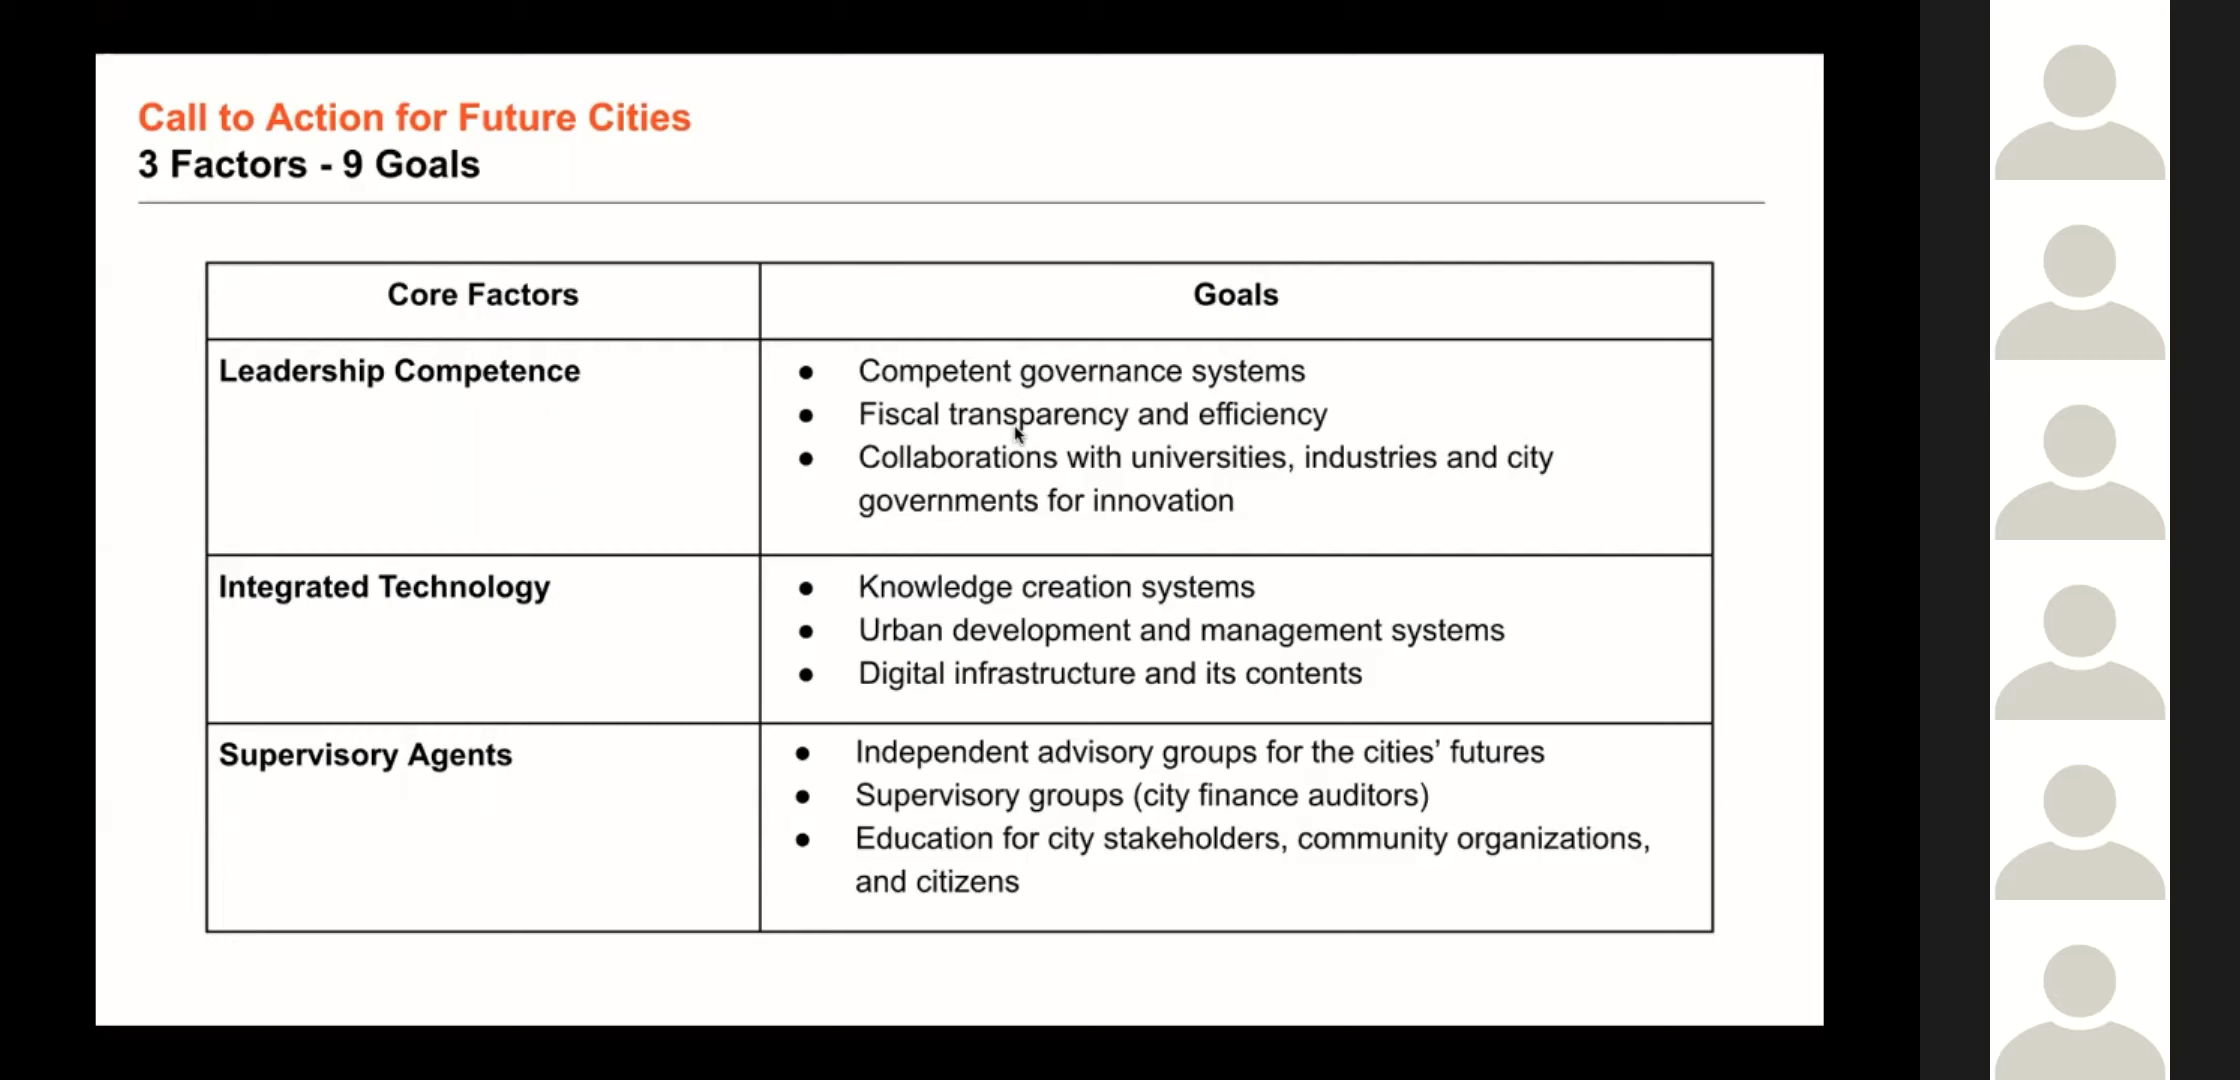 Call to Action for Future Cities
3 Factors - 9 Goals
Core Factors
Goals
Leadership Competence
● Competent governance systems
● Fiscal transparency and efficiency
● Collaborations with universities, industries and city
governments for innovation
Integrated Technology
● Knowledge creation systems
● Urban development and management systems
● Digital infrastructure and its contents
Supervisory Agents
● Independent advisory groups for the cities’ futures
● Supervisory groups (city finance auditors)
● Education for city stakeholders, community organizations,
and citizens